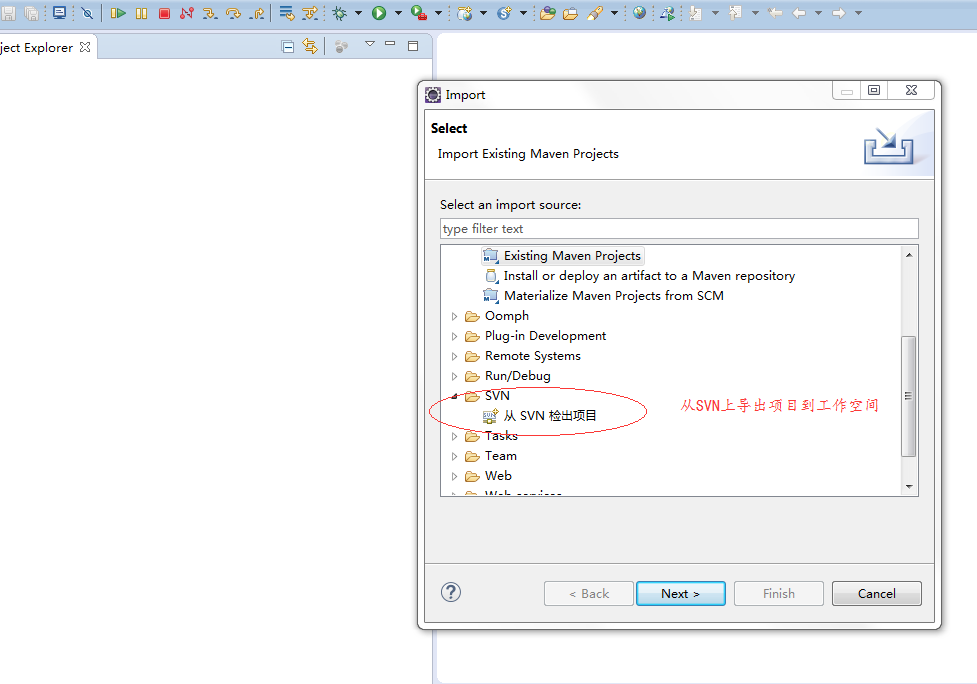 ject Explorer
Import
Select
Import Existing Maven Projects
Select an import source:
type filter text
Existing Maven Projects
Install or deploy an artifact to a Maven repository
Materialize Maven Projects from SCM
Oomph
Plug-in Development
Remote Systems
Run/Debug
SVN
从 SVN 检出项目
从SVN上导出项目到工作空间
Tasks
Team
Web
Web services
< Back
Next >
Finish
Cancel